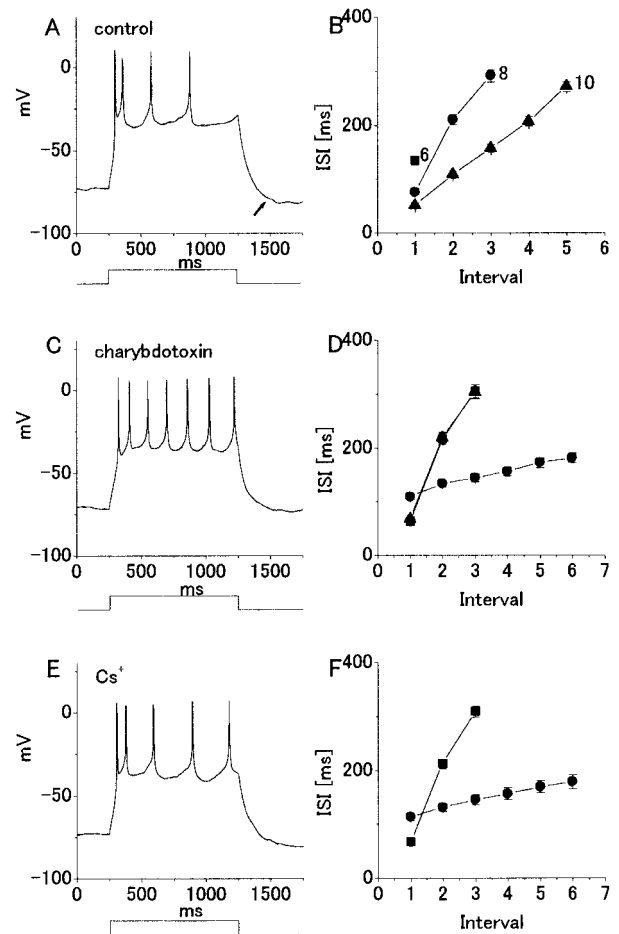 A
control
0
-50
-100
mV
0 500 1000 1500
ms
B
400
200
0
ISI [ms]
6
8
10
0 1 2 3 4 5 6
Interval
C
charybdotoxin
0
-50
-100
mV
0 500 1000 1500
ms
D
400
200
0
ISI [ms]
0 1 2 3 4 5 6 7
Interval
E
Cs⁺
0
-50
-100
mV
0 500 1000 1500
ms
F
400
200
0
ISI [ms]
0 1 2 3 4 5 6 7
Interval